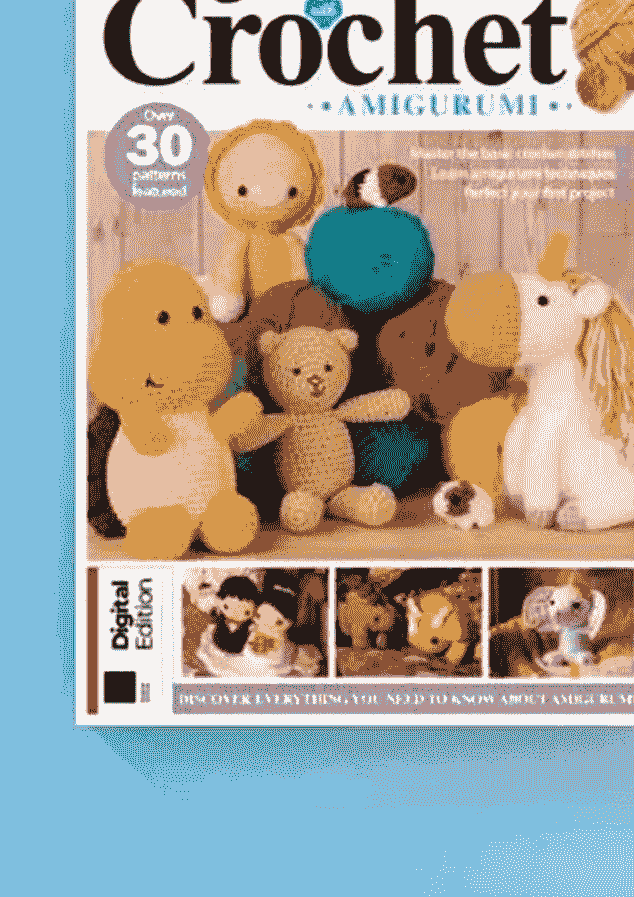 Crochet
• • AMIGURUMI • •
Over
30
patterns
featured
Master the basic crochet stitches
Learn amigurumi techniques
Perfect your first project
Digital
Edition
DISCOVER EVERYTHING YOU NEED TO KNOW ABOUT AMIGURUMI